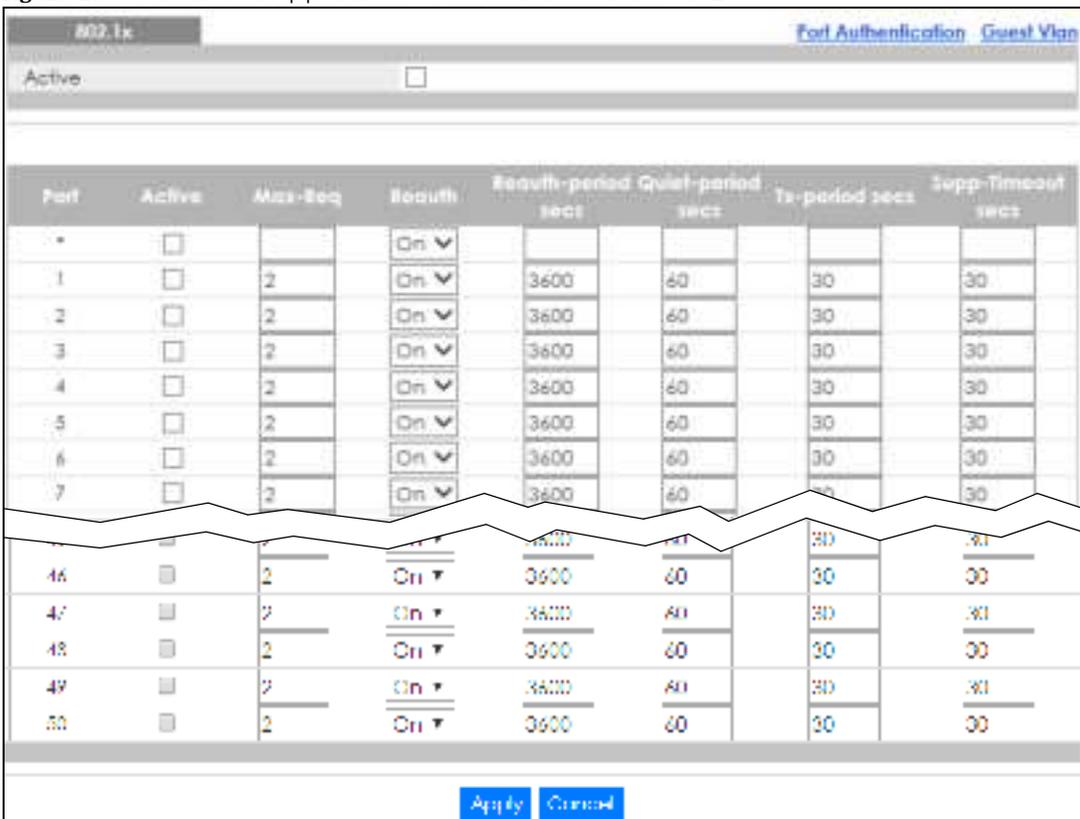 802.1x Port Authentication Guest Vlan
Active
Port Active Max-Req Reauth Reauth-period secs Quiet-period secs Tx-period secs Supp-Timeout secs
* On
1 2 On 3600 60 30 30
2 2 On 3600 60 30 30
3 2 On 3600 60 30 30
4 2 On 3600 60 30 30
5 2 On 3600 60 30 30
6 2 On 3600 60 30 30
7 2 On 3600 60 30 30
30 30
46 2 On 3600 60 30 30
47 2 On 3600 60 30 30
48 2 On 3600 60 30 30
49 2 On 3600 60 30 30
50 2 On 3600 60 30 30
Apply Cancel